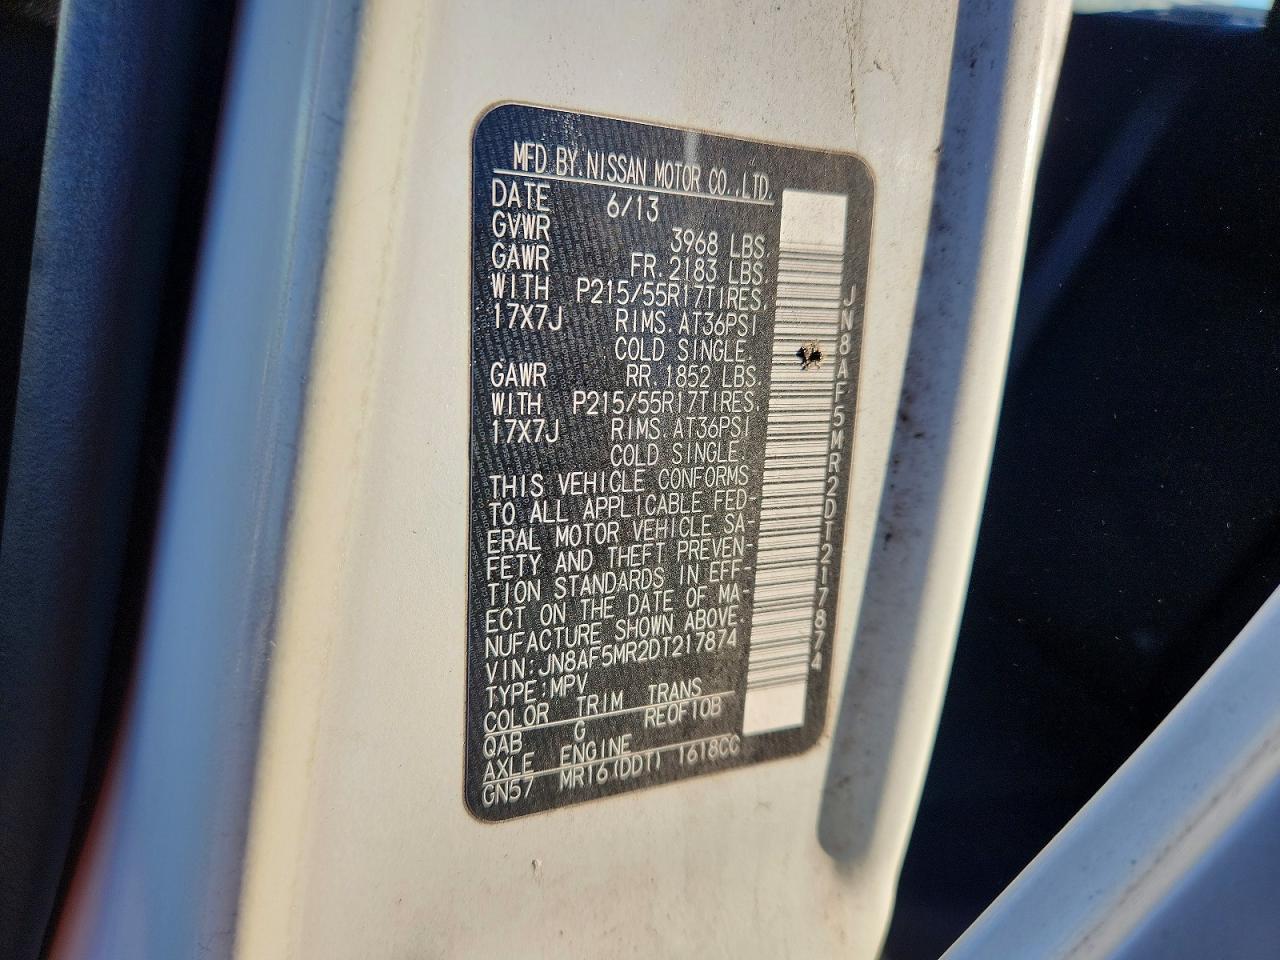 MFD BY.NISSAN MOTOR CO.,LTD.
DATE 6/13
GVWR 3968 LBS.
GAWR FR.2183 LBS
WITH P215/55R17TIRES.
17X7J RIMS.AT36PSI
COLD SINGLE.
GAWR RR.1852 LBS.
WITH P215/55R17TIRES.
17X7J RIMS.AT36PSI
COLD SINGLE.
THIS VEHICLE CONFORMS
TO ALL APPLICABLE FED-
ERAL MOTOR VEHICLE SA-
FETY AND THEFT PREVEN-
TION STANDARDS IN EFF-
ECT ON THE DATE OF MA-
NUFACTURE SHOWN ABOVE.
VIN:JN8AF5MR2DT217874
TYPE:MPV
COLOR TRIM TRANS
QAB G REOF10B
AXLE ENGINE
GN57 MR16(DDT) 1618CC
JN8AF5MR2DT217874